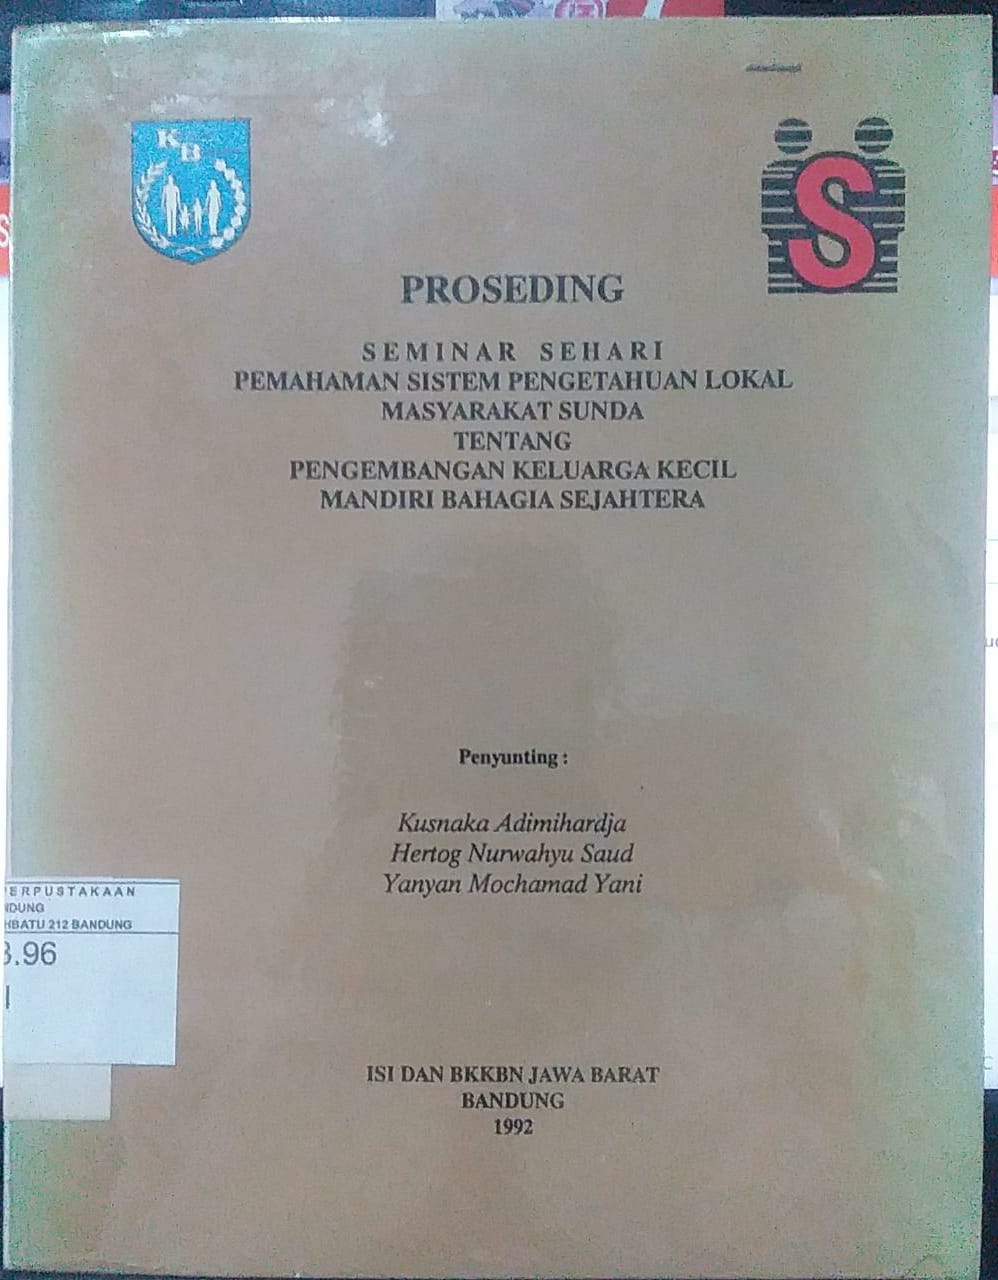 KB
S
PROSEDING
SEMINAR SEHARI
PEMAHAMAN SISTEM PENGETAHUAN LOKAL
MASYARAKAT SUNDA
TENTANG
PENGEMBANGAN KELUARGA KECIL
MANDIRI BAHAGIA SEJAHTERA
Penyunting :
Kusnaka Adimihardja
Hertog Nurwahyu Saud
Yanyan Mochamad Yani
PERPUSTAKAAN
NDUNG
HBATU 212 BANDUNG
3.96
ISI DAN BKKBN JAWA BARAT
BANDUNG
1992